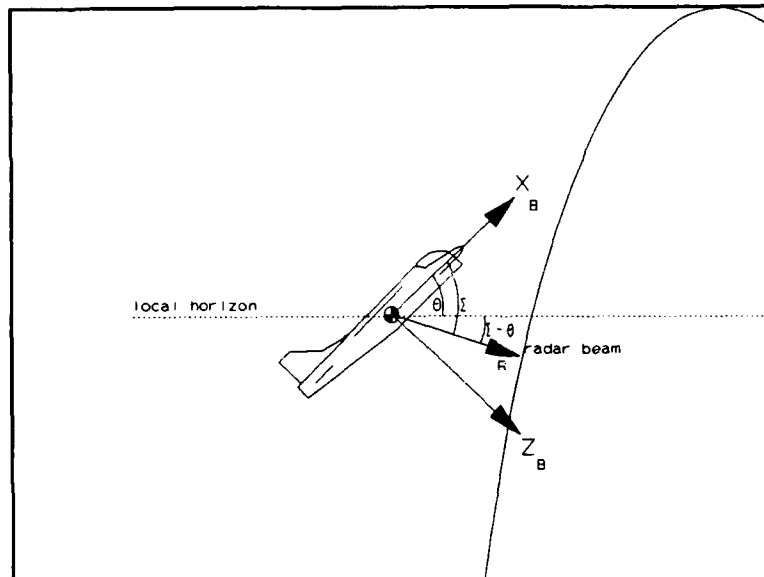 X
B
local horizon
θ Σ
Σ - θ
radar beam
R
Z
B